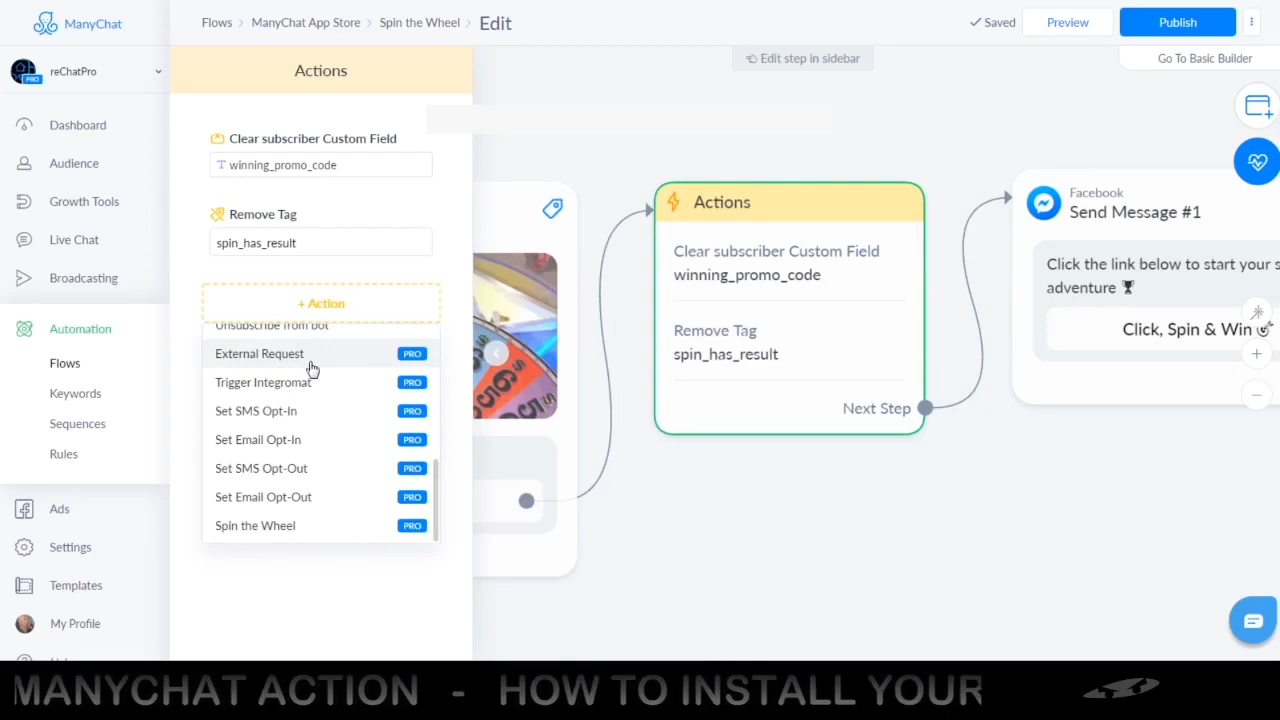 ManyChat
Flows
ManyChat App Store
Spin the Wheel
Edit
Saved
Preview
Publish
PRO
reChatPro
Actions
Edit step in sidebar
Go To Basic Builder
Dashboard
Audience
Growth Tools
Live Chat
Broadcasting
Automation
Flows
Keywords
Sequences
Rules
Ads
Settings
Templates
My Profile
Clear subscriber Custom Field
winning_promo_code
Remove Tag
spin_has_result
+ Action
Unsubscribe from bot
External Request PRO
Trigger Integromat PRO
Set SMS Opt-In PRO
Set Email Opt-In PRO
Set SMS Opt-Out PRO
Set Email Opt-Out PRO
Spin the Wheel PRO
Actions
Clear subscriber Custom Field
winning_promo_code
Remove Tag
spin_has_result
Next Step
Facebook
Send Message #1
Click the link below to start your s
adventure 🏆
Click, Spin & Win
MANYCHAT ACTION - HOW TO INSTALL YOUR